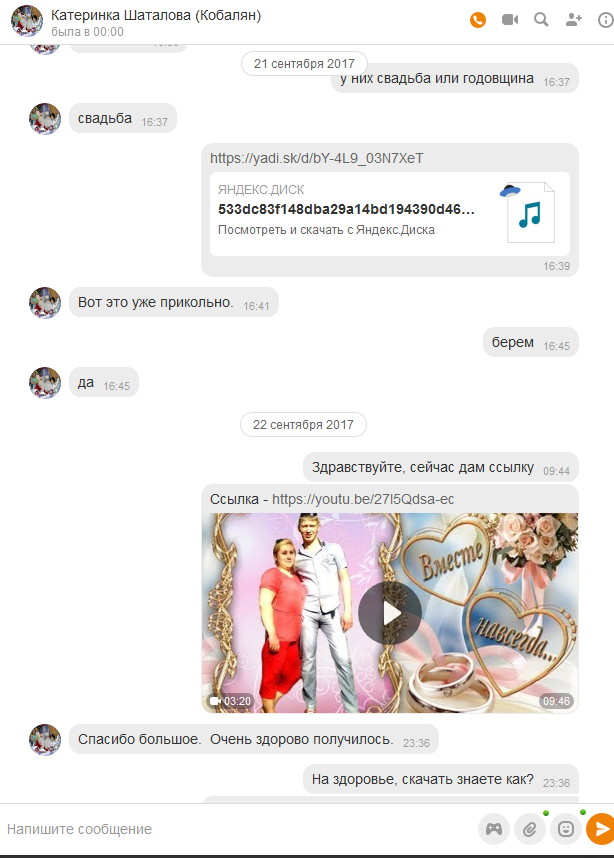 Катеринка Шаталова (Кобалян)
была в 00:00
21 сентября 2017
у них свадьба или годовщина 16:37
свадьба 16:37
https://yadi.sk/d/bY-4L9_03N7XeT
ЯНДЕКС.ДИСК
533dc83f148dba29a14bd194390d46...
Посмотреть и скачать с Яндекс.Диска
16:39
Вот это уже прикольно. 16:41
берем 16:45
да 16:45
22 сентября 2017
Здравствуйте, сейчас дам ссылку 09:44
Ссылка - https://youtu.be/27l5Qdsa-ec
Вместе
навсегда...
03:20 09:46
Спасибо большое. Очень здорово получилось. 23:36
На здоровье, скачать знаете как? 23:36
Напишите сообщение